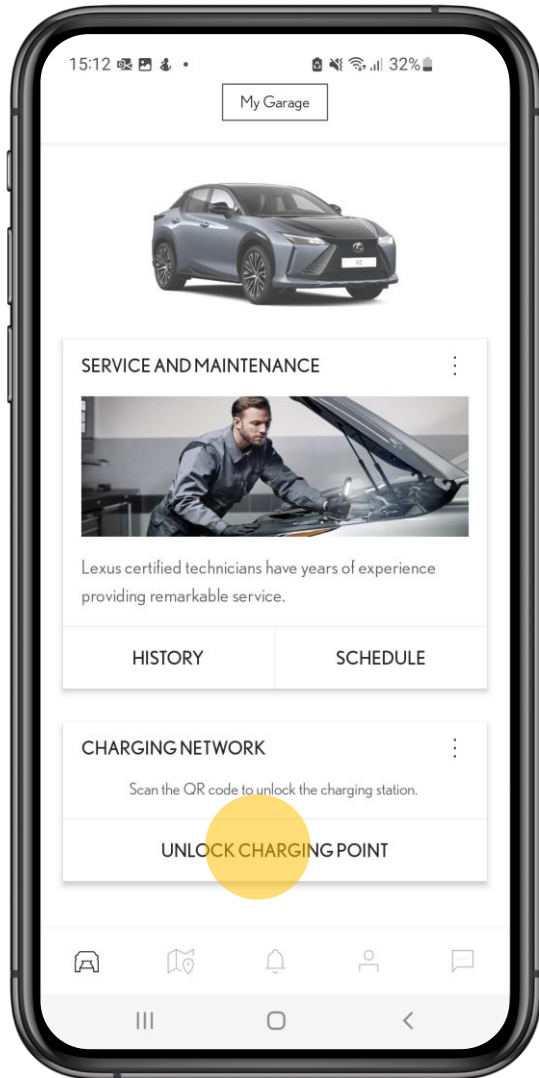 15:12
32%
My Garage
RZ
SERVICE AND MAINTENANCE
Lexus certified technicians have years of experience
providing remarkable service.
HISTORY
SCHEDULE
CHARGING NETWORK
Scan the QR code to unlock the charging station.
UNLOCK CHARGING POINT